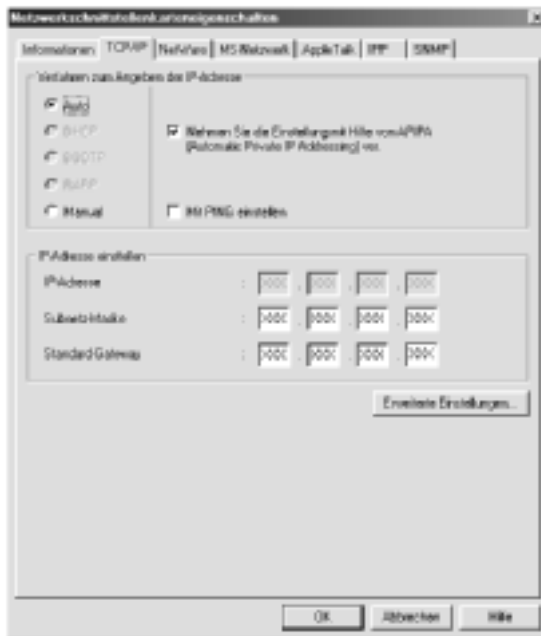 Netzwerkschnittstellenkarteneigenschaften
Informationen TCP/IP NetWare MS Netzwerk AppleTalk IPP SNMP
Verfahren zum Angeben der IP-Adresse
Auto
DHCP
BOOTP
RARP
Manual
Nehmen Sie die Einstellung mit Hilfe von APIPA
(Automatic Private IP Addressing) vor.
Mit PING einstellen
IP-Adresse einstellen
IP-Adresse :
Subnetz-Maske :
Standard-Gateway :
Erweiterte Einstellungen...
OK Abbrechen Hilfe